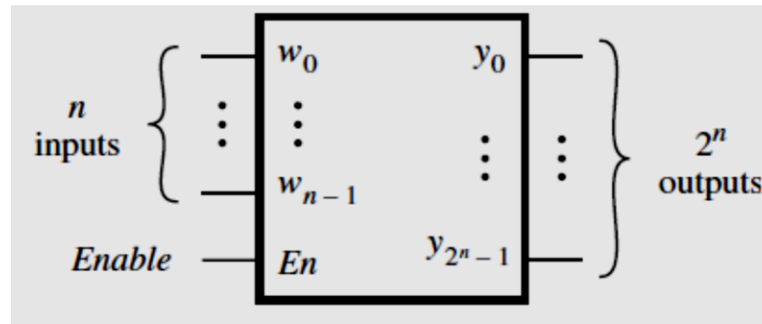 w₀ y₀
n
inputs
⋮ ⋮ ⋮ ⋮
2ⁿ
outputs
wₙ₋₁
Enable En y₂ⁿ₋₁